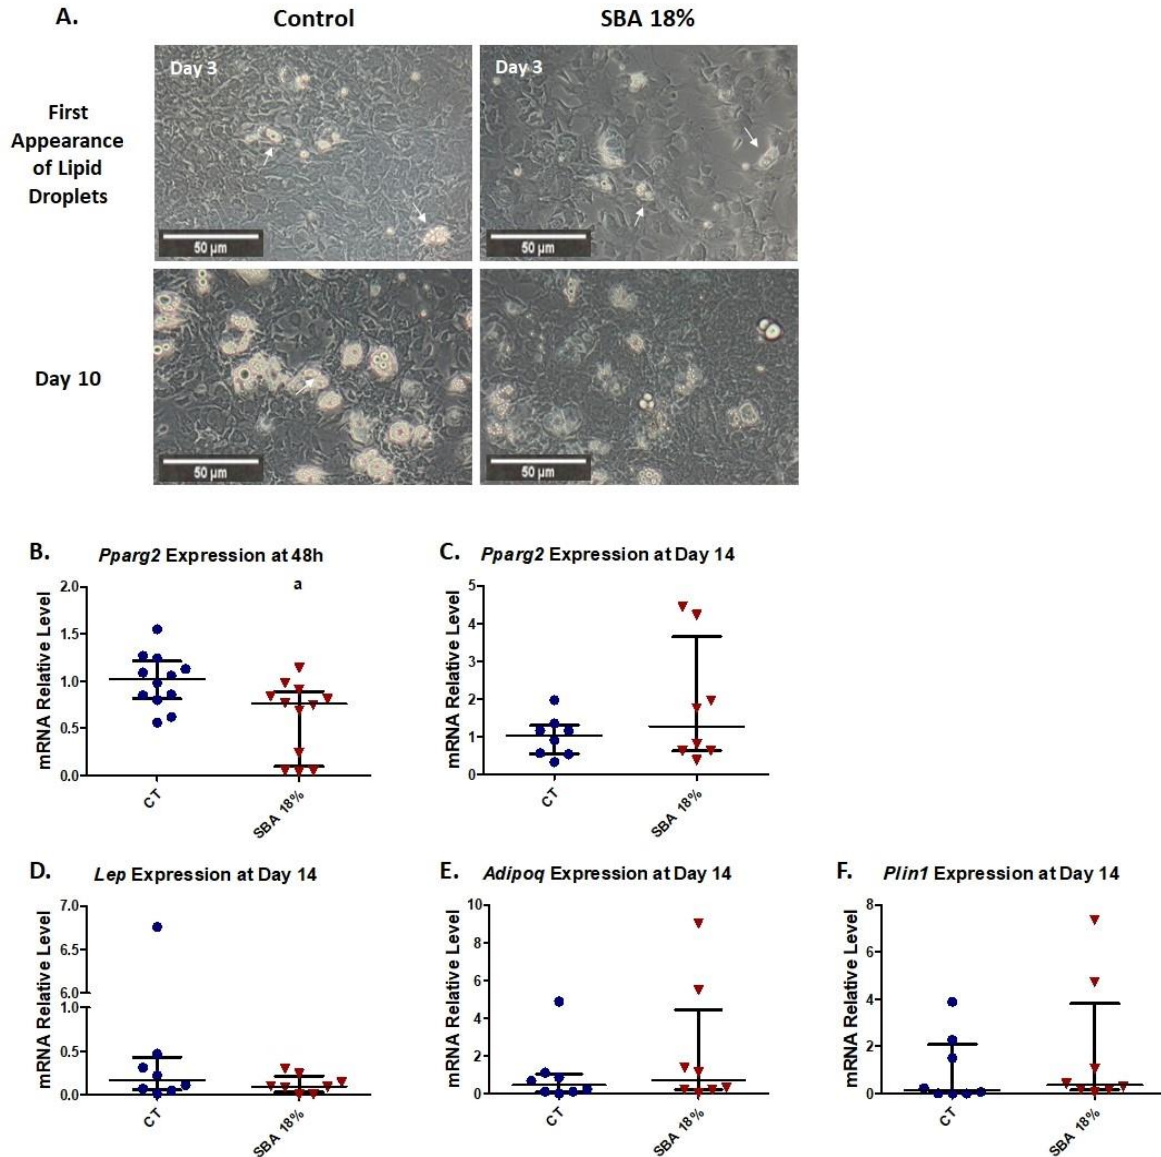 A.
Control
SBA 18%
First
Appearance
of Lipid
Droplets
Day 3
Day 3
50 µm
50 µm
Day 10
50 µm
50 µm
B.
Pparg2 Expression at 48h
a
mRNA Relative Level
2.0
1.5
1.0
0.5
0.0
CT
SBA 18%
C.
Pparg2 Expression at Day 14
mRNA Relative Level
5
4
3
2
1
0
CT
SBA 18%
D.
Lep Expression at Day 14
mRNA Relative Level
7.0
6.5
6.0
1.0
0.5
0.0
CT
SBA 18%
E.
Adipoq Expression at Day 14
mRNA Relative Level
10
8
6
4
2
0
CT
SBA 18%
F.
Plin1 Expression at Day 14
mRNA Relative Level
8
6
4
2
0
CT
SBA 18%